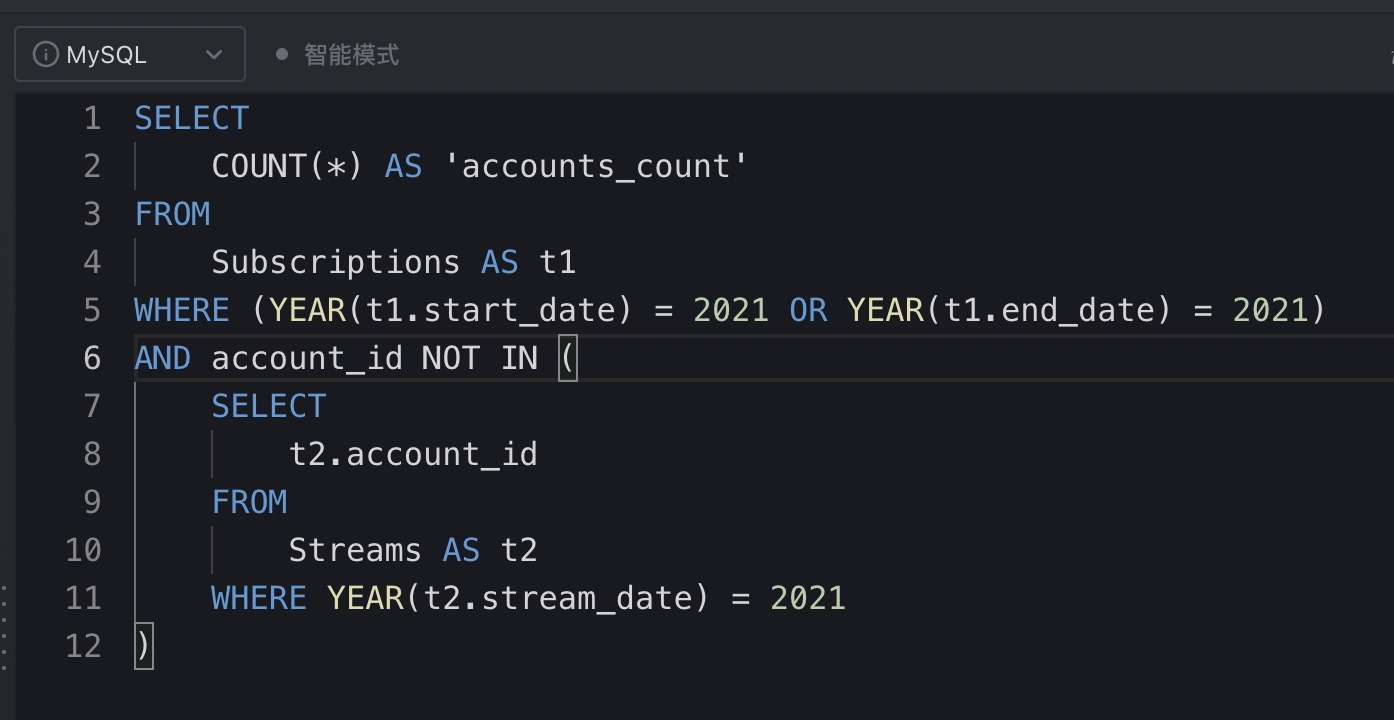 MySQL 智能模式
1 SELECT
2 COUNT(*) AS 'accounts_count'
3 FROM
4 Subscriptions AS t1
5 WHERE (YEAR(t1.start_date) = 2021 OR YEAR(t1.end_date) = 2021)
6 AND account_id NOT IN (
7 SELECT
8 t2.account_id
9 FROM
10 Streams AS t2
11 WHERE YEAR(t2.stream_date) = 2021
12 )